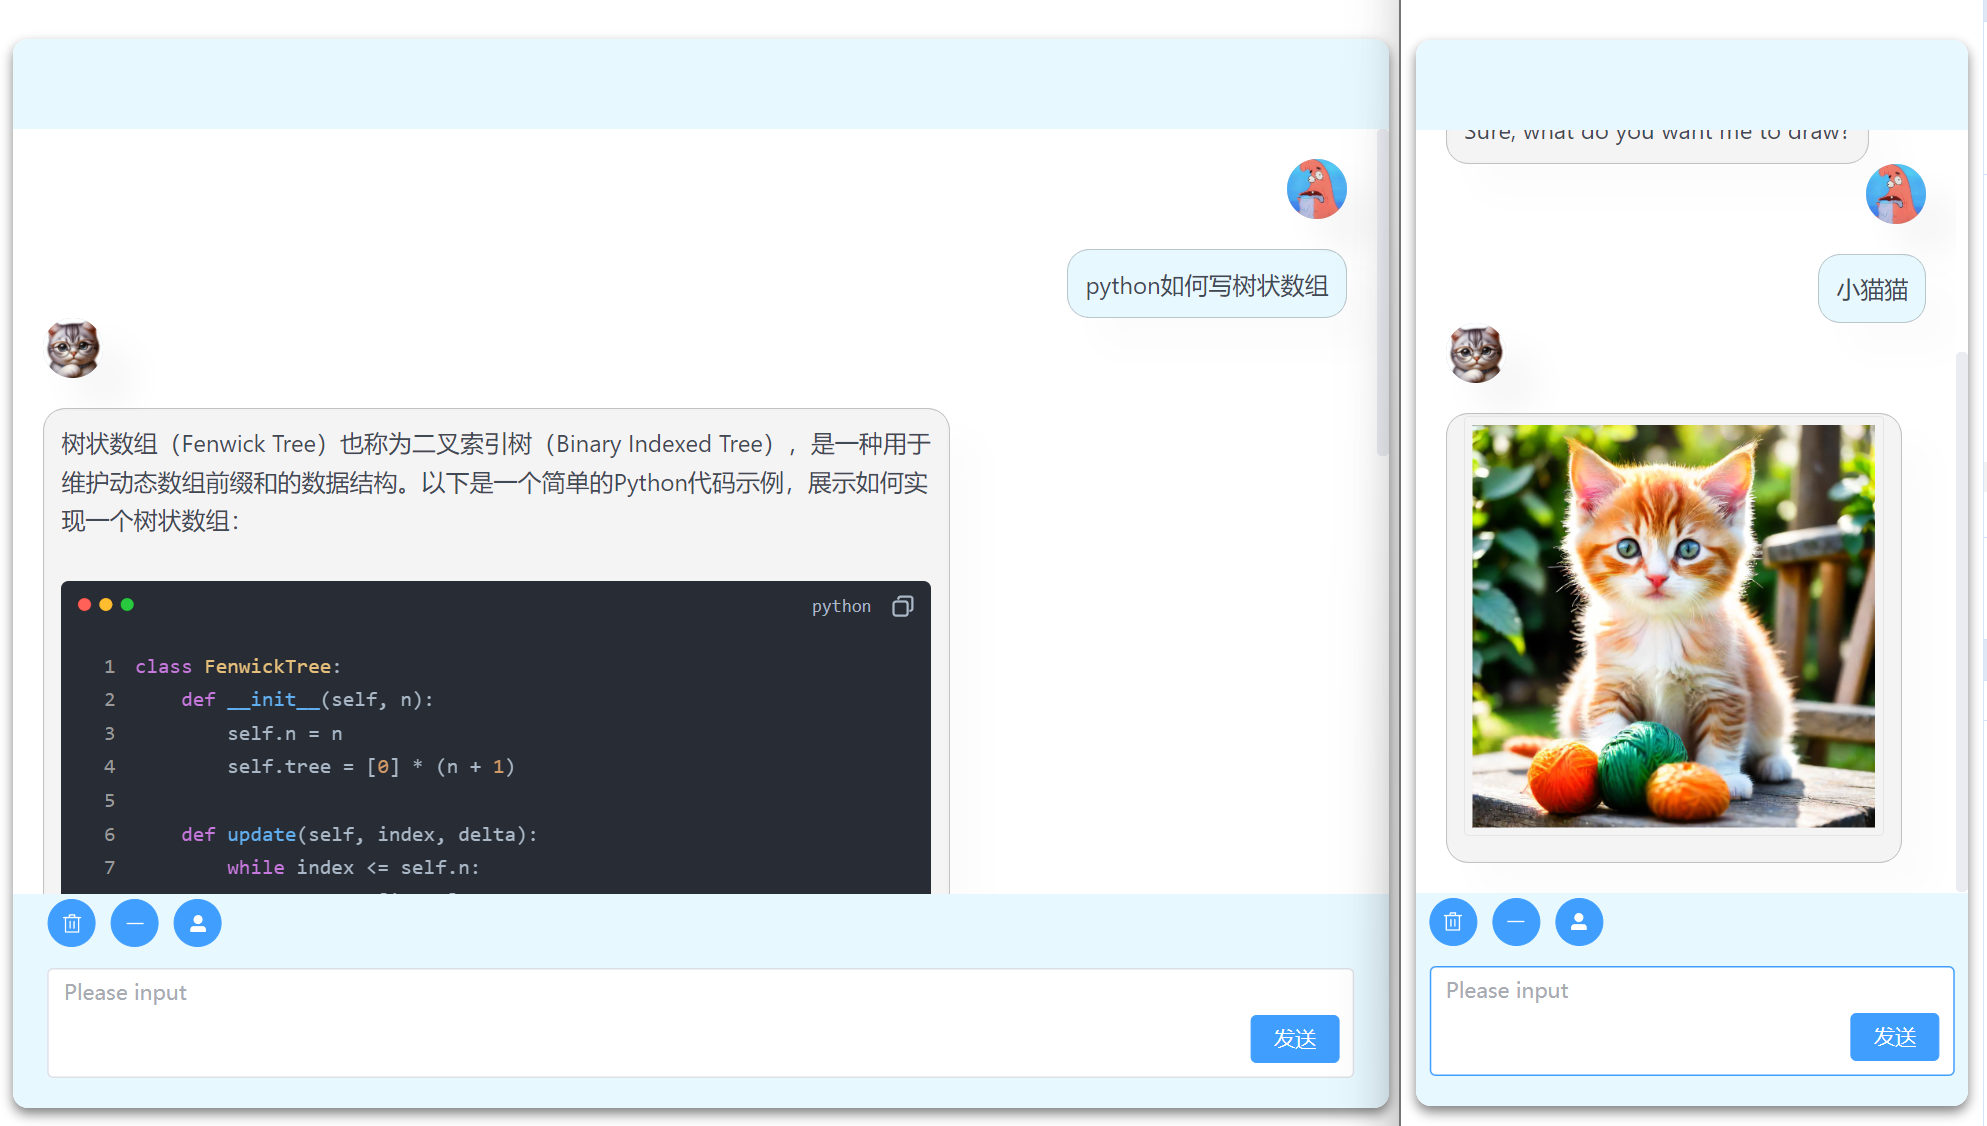 python如何写树状数组
树状数组（Fenwick Tree）也称为二叉索引树（Binary Indexed Tree），是一种用于
维护动态数组前缀和的数据结构。以下是一个简单的Python代码示例，展示如何实
现一个树状数组：
python
1 class FenwickTree:
2     def __init__(self, n):
3         self.n = n
4         self.tree = [0] * (n + 1)
5
6     def update(self, index, delta):
7         while index <= self.n:
Please input
发送
Sure, what do you want me to draw?
小猫猫
Please input
发送